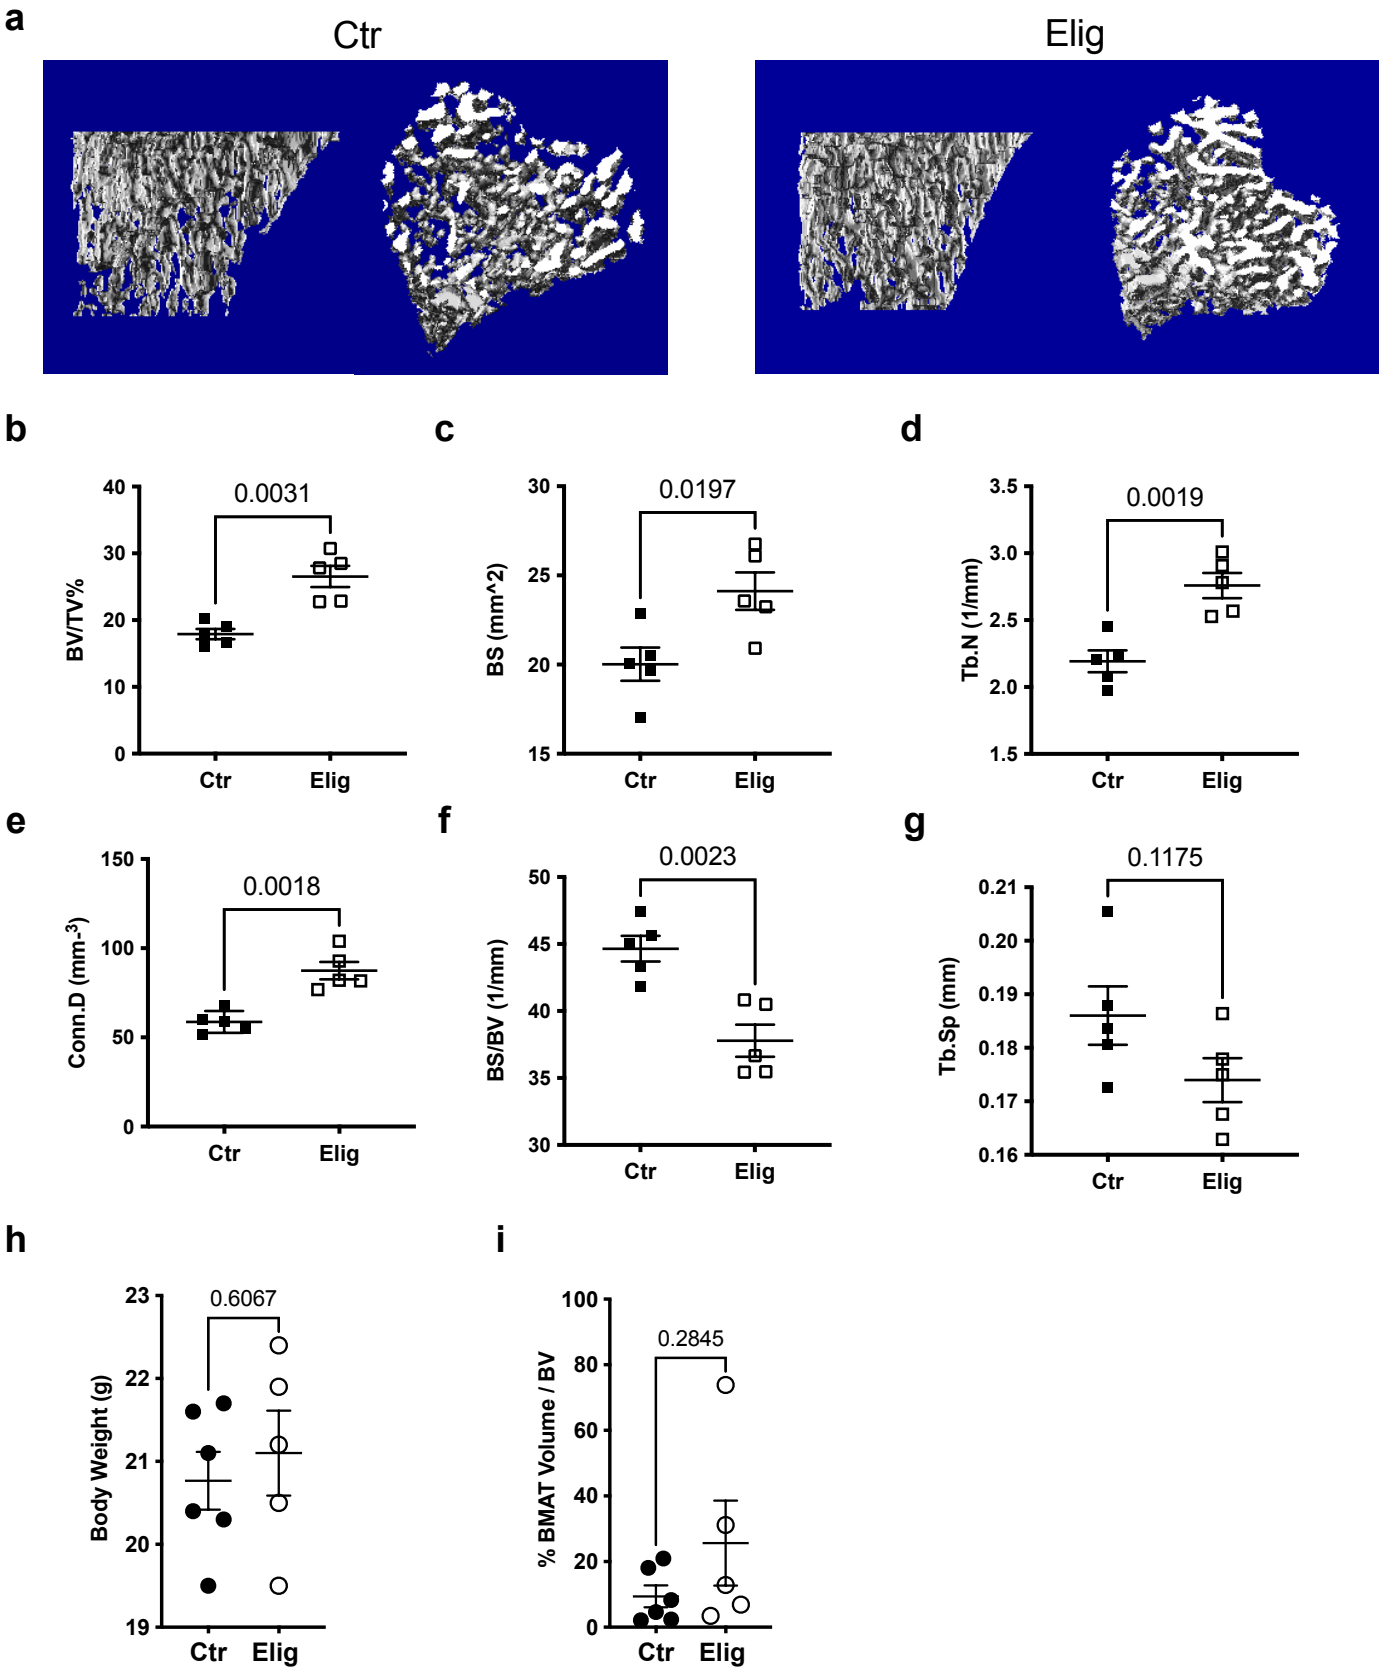 a
Ctr
Elig
b
c
d
40
30
20
10
0
BV/TV%
0.0031
Ctr
Elig
30
25
20
15
BS (mm^2)
0.0197
Ctr
Elig
3.5
3.0
2.5
2.0
1.5
Tb.N (1/mm)
0.0019
Ctr
Elig
e
f
g
150
100
50
0
Conn.D (mm-³)
0.0018
Ctr
Elig
50
45
40
35
30
BS/BV (1/mm)
0.0023
Ctr
Elig
0.21
0.20
0.19
0.18
0.17
0.16
Tb.Sp (mm)
0.1175
Ctr
Elig
h
i
23
22
21
20
19
Body Weight (g)
0.6067
Ctr
Elig
100
80
60
40
20
0
% BMAT Volume / BV
0.2845
Ctr
Elig